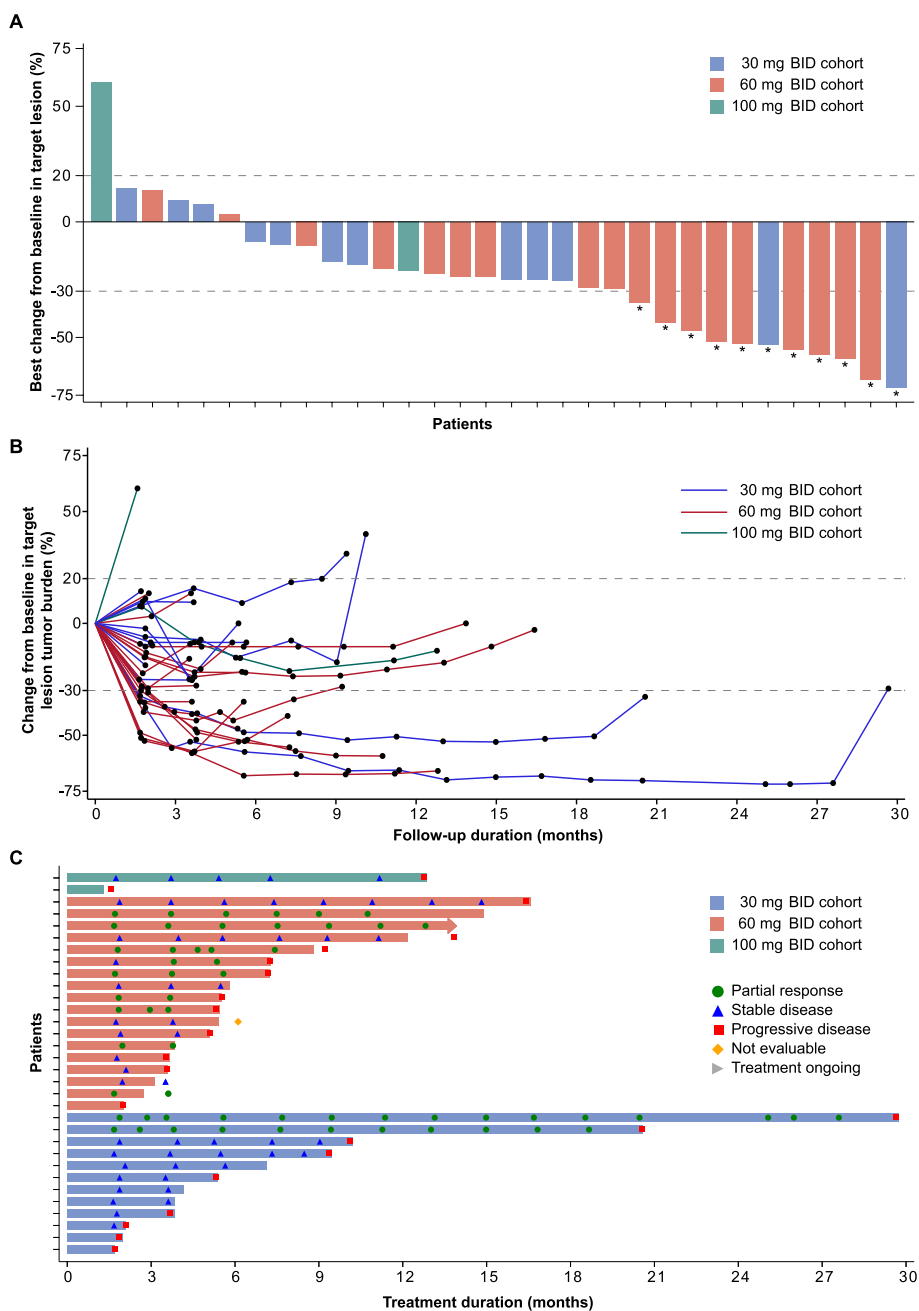 A
Best change from baseline in target lesion (%)
75
50
20
0
-30
-50
-75
30 mg BID cohort
60 mg BID cohort
100 mg BID cohort
* * * * * * * * * * *
Patients
B
Change from baseline in target
lesion tumor burden (%)
75
50
20
0
-30
-50
-75
30 mg BID cohort
60 mg BID cohort
100 mg BID cohort
0 3 6 9 12 15 18 21 24 27 30
Follow-up duration (months)
C
Patients
30 mg BID cohort
60 mg BID cohort
100 mg BID cohort
Partial response
Stable disease
Progressive disease
Not evaluable
Treatment ongoing
0 3 6 9 12 15 18 21 24 27 30
Treatment duration (months)